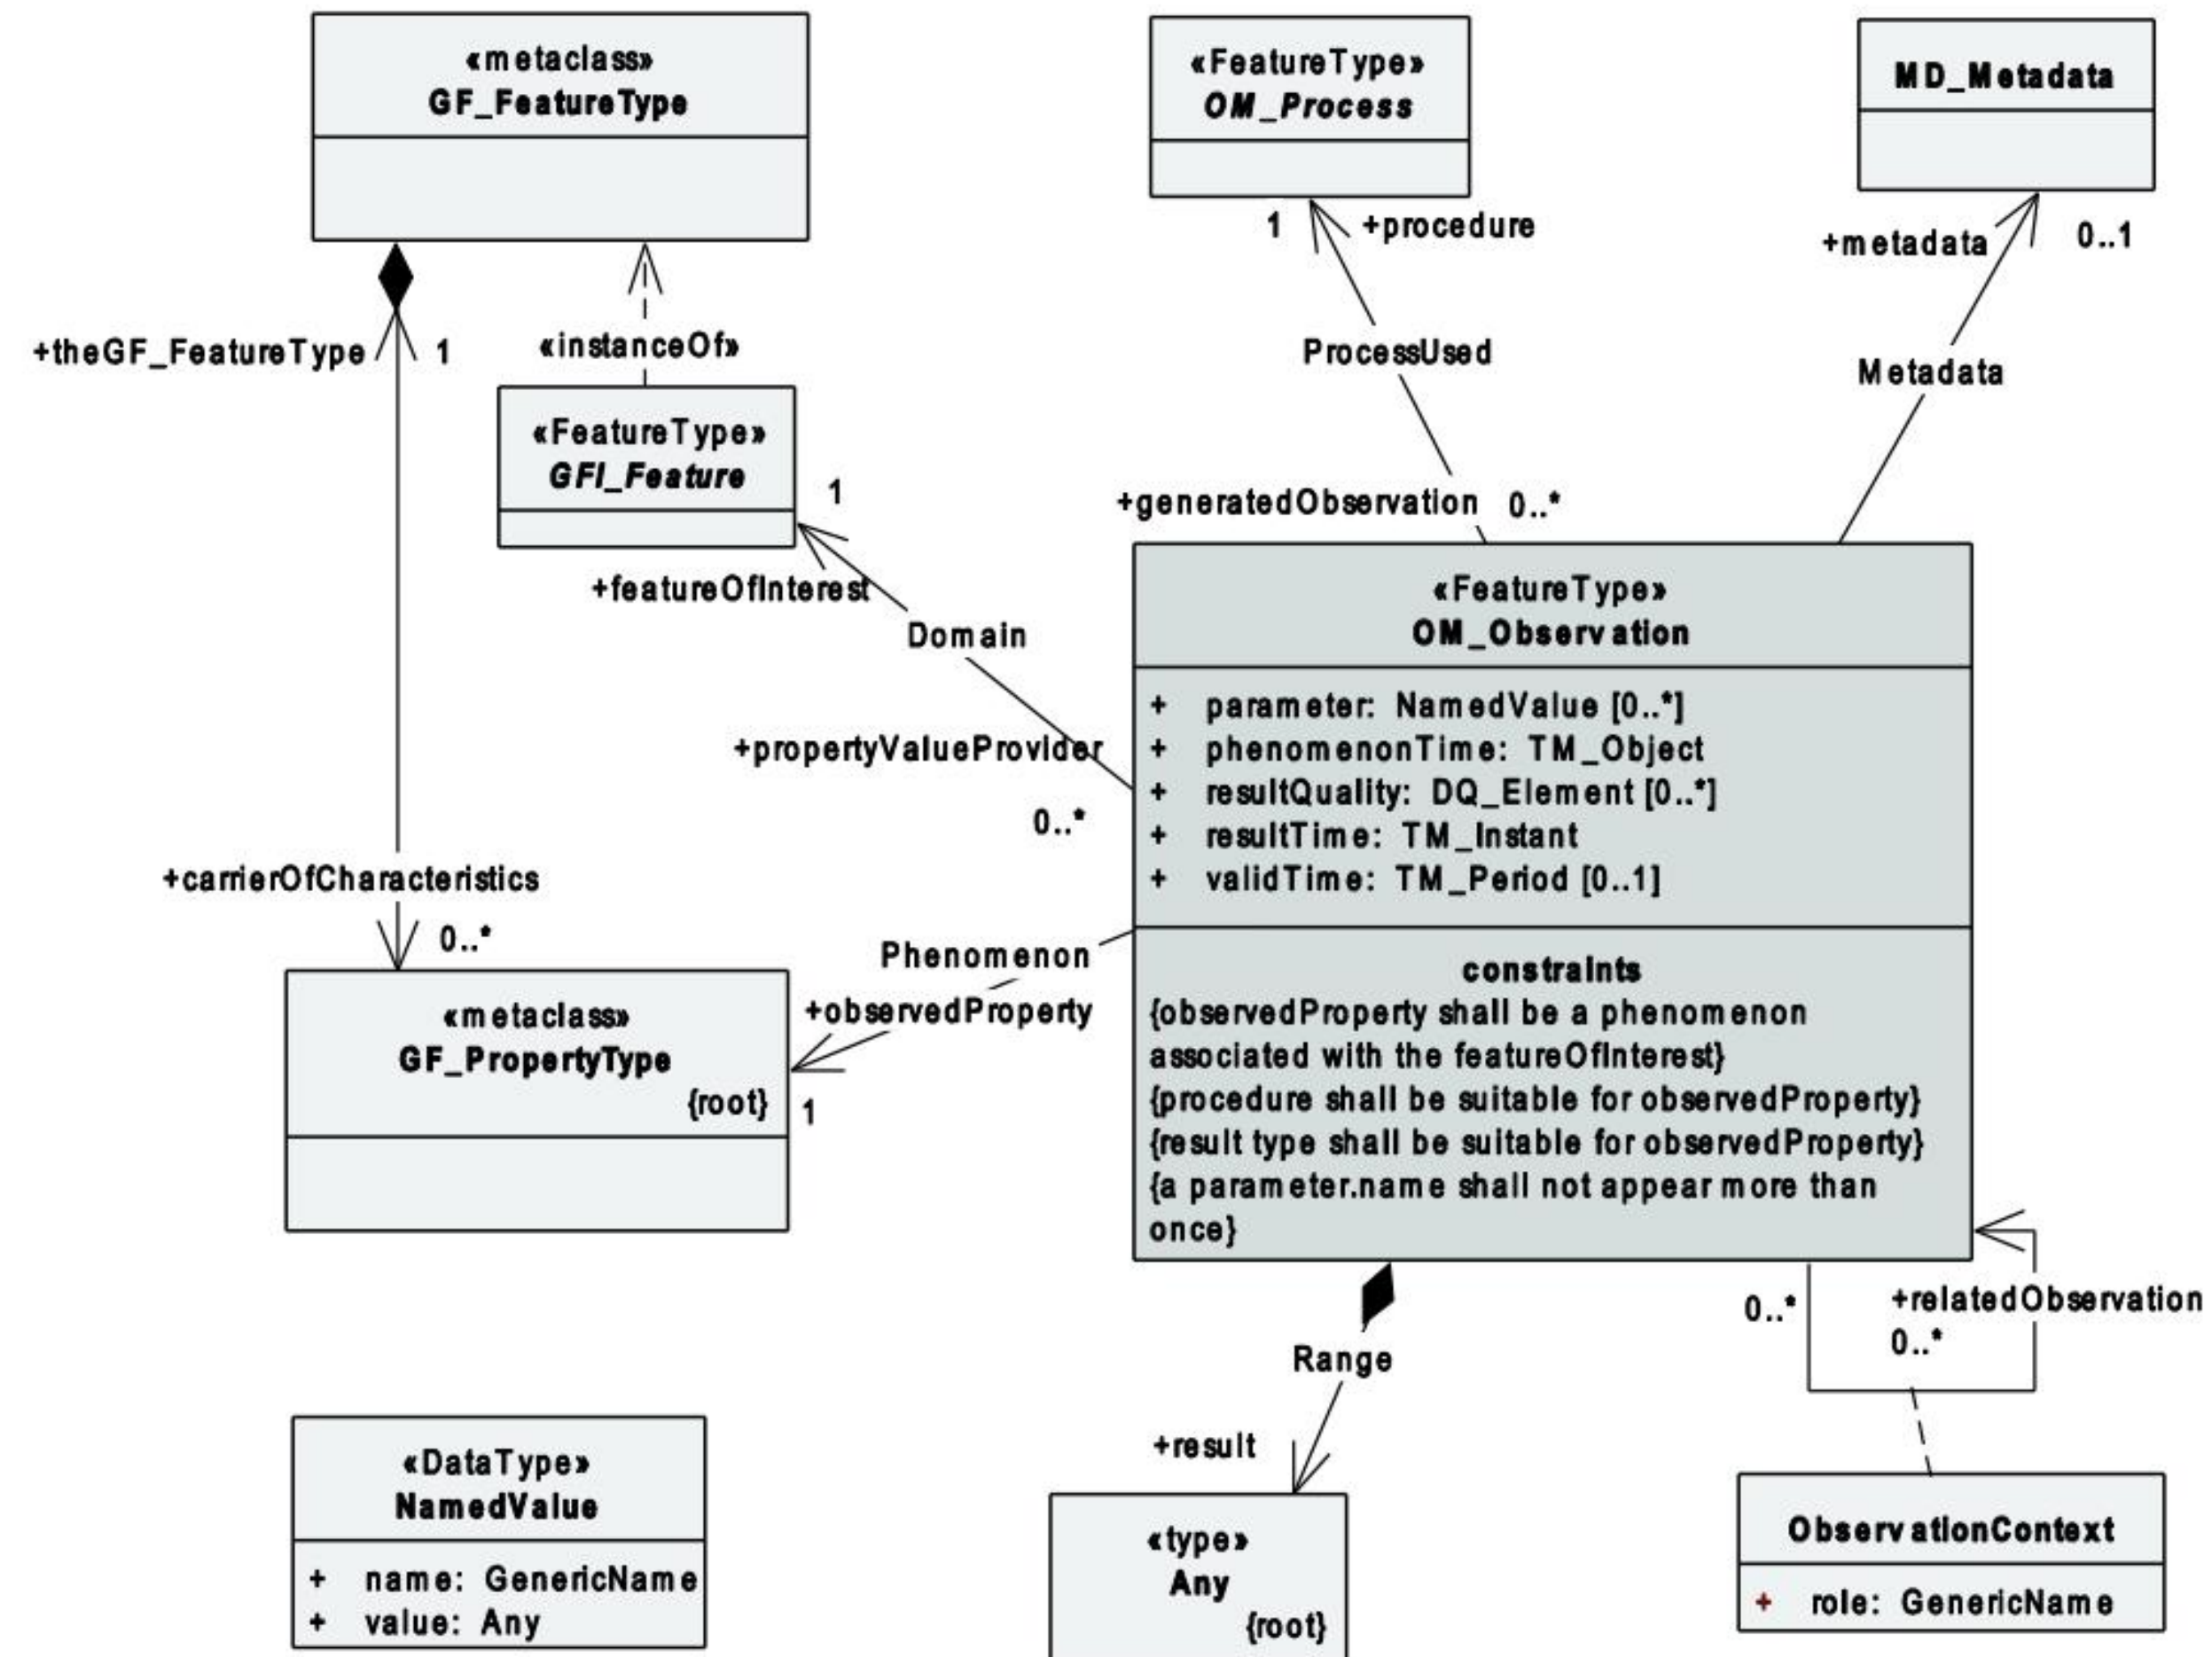 «metaclass»
GF_FeatureType
«FeatureType»
OM_Process
MD_Metadata
1
+procedure
+metadata
0..1
+theGF_FeatureType
1
«instanceOf»
ProcessUsed
Metadata
«FeatureType»
GFI_Feature
1
+generatedObservation 0..*
+featureOfInterest
Domain
«FeatureType»
OM_Observation
+ parameter: NamedValue [0..*]
+ phenomenonTime: TM_Object
+ resultQuality: DQ_Element [0..*]
+ resultTime: TM_Instant
+ validTime: TM_Period [0..1]
+propertyValueProvider
0..*
+carrierOfCharacteristics
0..*
Phenomenon
+observedProperty
1
«metaclass»
GF_PropertyType
{root}
constraints
{observedProperty shall be a phenomenon
associated with the featureOfInterest}
{procedure shall be suitable for observedProperty}
{result type shall be suitable for observedProperty}
{a parameter.name shall not appear more than
once}
0..*
+relatedObservation
0..*
Range
+result
«DataType»
NamedValue
+ name: GenericName
+ value: Any
«type»
Any
{root}
ObservationContext
+ role: GenericName